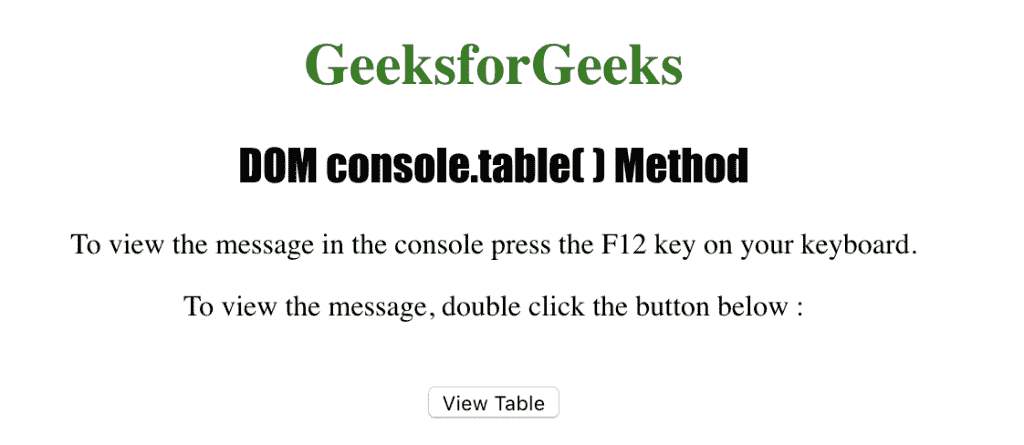 GeeksforGeeks
DOM console.table( ) Method
To view the message in the console press the F12 key on your keyboard.
To view the message, double click the button below :
View Table